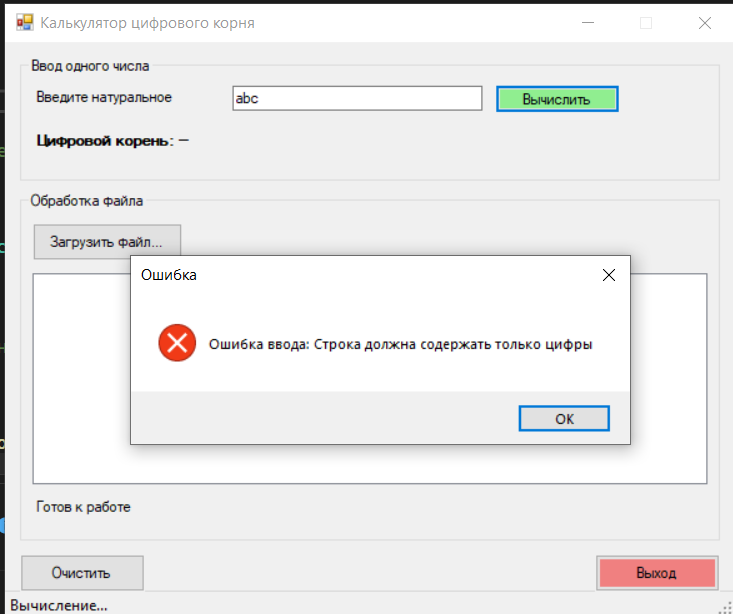 Калькулятор цифрового корня
Ввод одного числа
Введите натуральное
abc
Вычислить
Цифровой корень: —
Обработка файла
Загрузить файл...
Ошибка
Ошибка ввода: Строка должна содержать только цифры
OK
Готов к работе
Очистить
Выход
Вычисление...